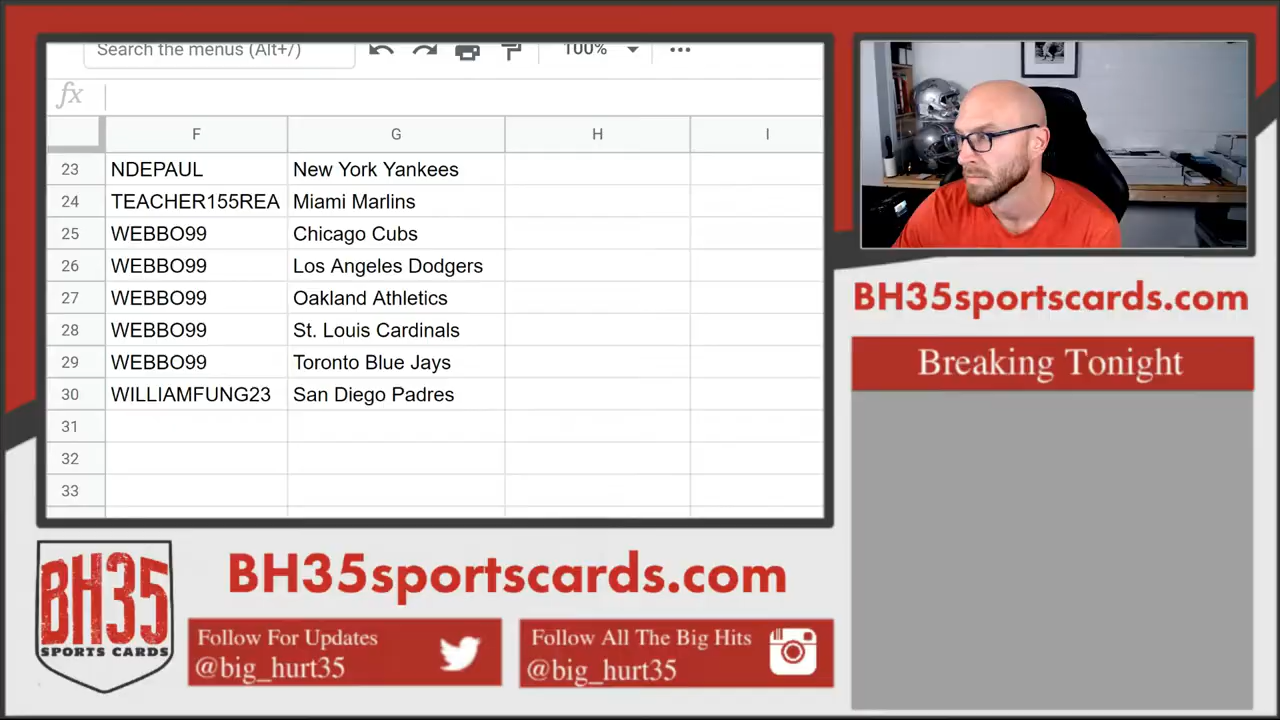 Search the menus (Alt+/)
100%
fx
F G H I
23 NDEPAUL New York Yankees
24 TEACHER155REA Miami Marlins
25 WEBBO99 Chicago Cubs
26 WEBBO99 Los Angeles Dodgers
27 WEBBO99 Oakland Athletics
28 WEBBO99 St. Louis Cardinals
29 WEBBO99 Toronto Blue Jays
30 WILLIAMFUNG23 San Diego Padres
31
32
33
BH35sportscards.com
Breaking Tonight
BH35
SPORTS CARDS
BH35sportscards.com
Follow For Updates
@big_hurt35
Follow All The Big Hits
@big_hurt35